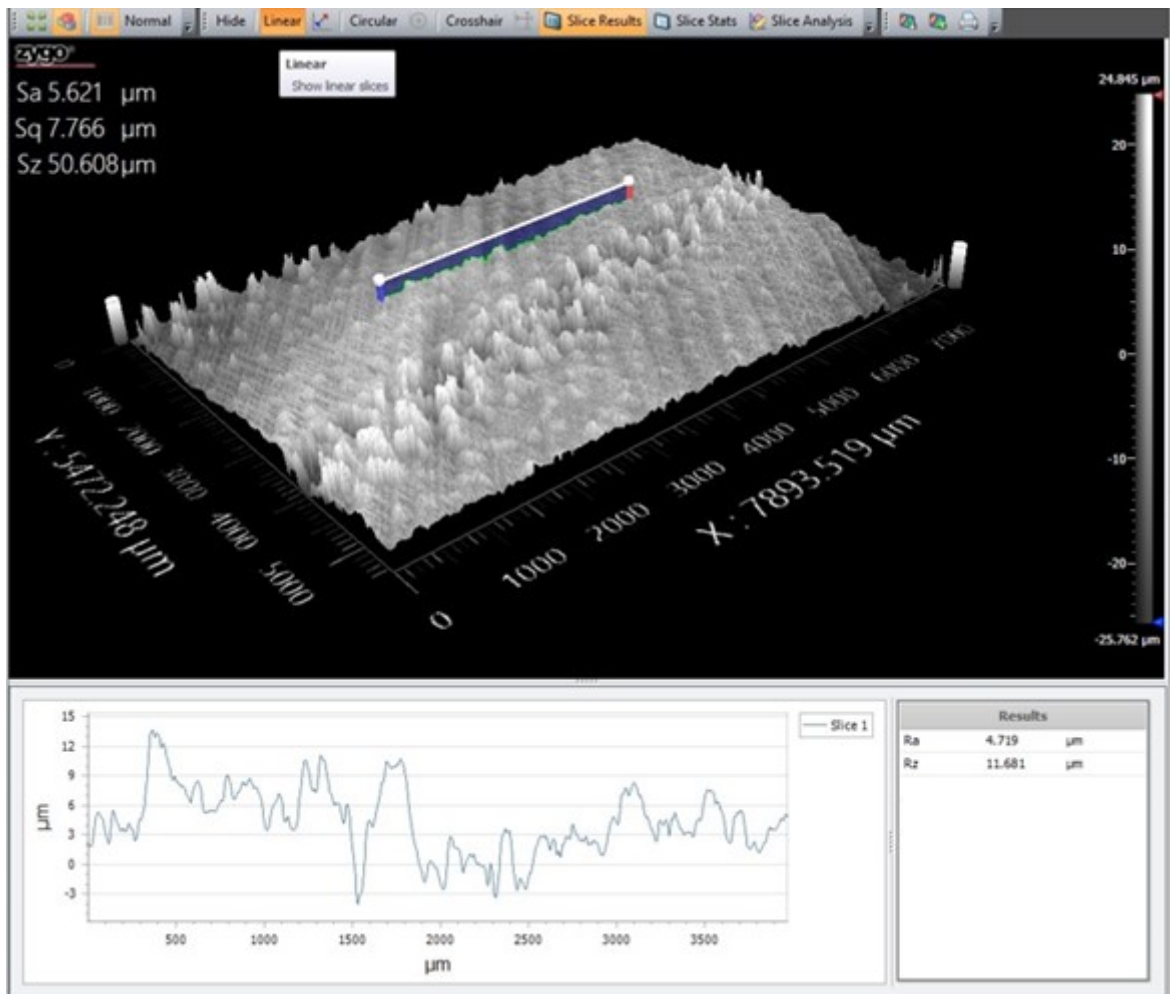 Normal Hide Linear Circular Crosshair Slice Results Slice Stats Slice Analysis
zygo
Linear
Show linear slices
Sa 5.621 µm
Sq 7.766 µm
Sz 50.608 µm
24.845 µm
20
10
0
-10
-20
-25.762 µm
0
1000
2000
3000
4000
5000
Y: 5472.248 µm
0
1000
2000
3000
4000
5000
6000
7000
X : 7893.519 µm
15
12
9
6
3
0
-3
µm
500 1000 1500 2000 2500 3000 3500
µm
Slice 1
Results
Ra 4.719 µm
Rz 11.681 µm